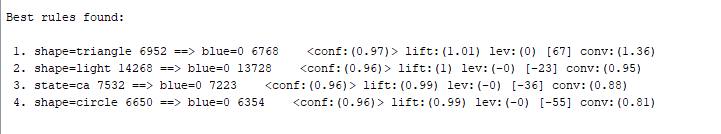 Best rules found:
1. shape=triangle 6952 ==> blue=0 6768 <conf:(0.97)> lift:(1.01) lev:(0) [67] conv:(1.36)
2. shape=light 14268 ==> blue=0 13728 <conf:(0.96)> lift:(1) lev:(-0) [-23] conv:(0.95)
3. state=ca 7532 ==> blue=0 7223 <conf:(0.96)> lift:(0.99) lev:(-0) [-36] conv:(0.88)
4. shape=circle 6650 ==> blue=0 6354 <conf:(0.96)> lift:(0.99) lev:(-0) [-55] conv:(0.81)